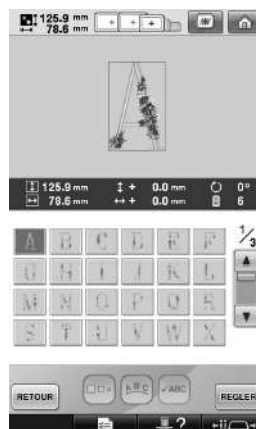 125.9 mm
78.6 mm
125.9 mm + 0.0 mm 0°
78.6 mm + 0.0 mm 6
1/3
A B C D E F
G H I J K L
M N O P Q R
S T U V W X
RETOUR ABC ✓ABC REGLER
?